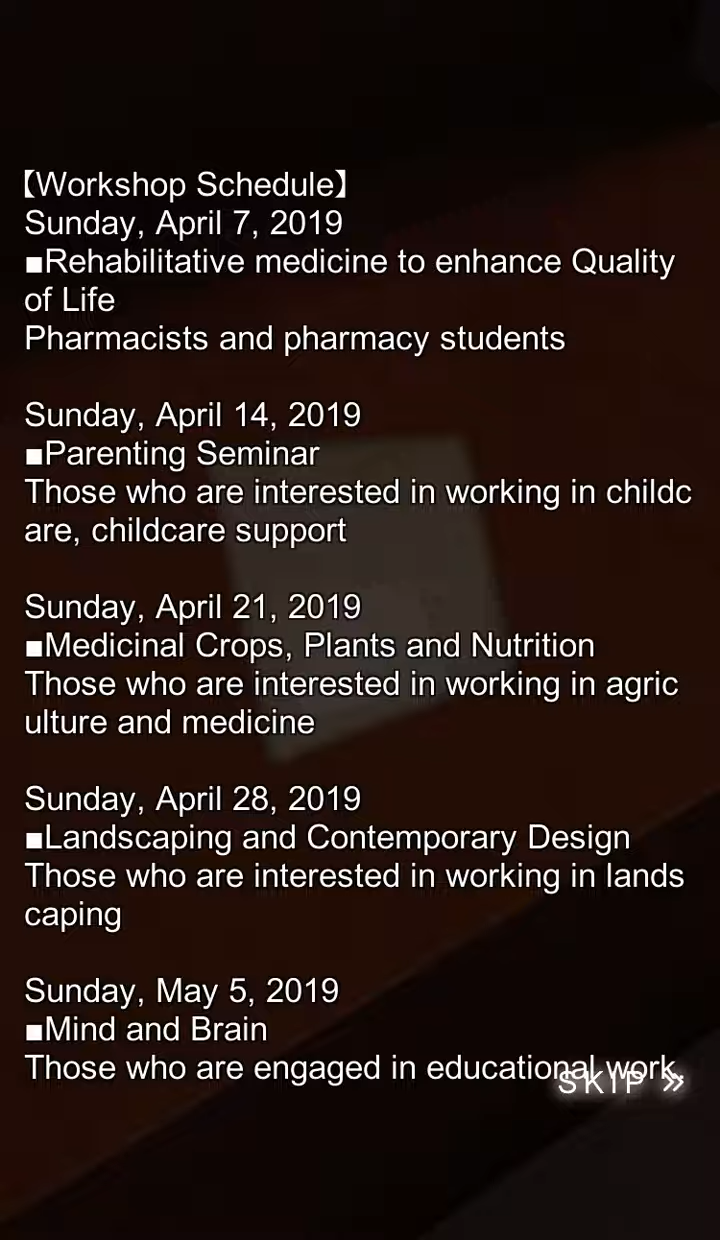 【Workshop Schedule】
Sunday, April 7, 2019
■Rehabilitative medicine to enhance Quality
of Life
Pharmacists and pharmacy students
Sunday, April 14, 2019
■Parenting Seminar
Those who are interested in working in childc
are, childcare support
Sunday, April 21, 2019
■Medicinal Crops, Plants and Nutrition
Those who are interested in working in agric
ulture and medicine
Sunday, April 28, 2019
■Landscaping and Contemporary Design
Those who are interested in working in lands
caping
Sunday, May 5, 2019
■Mind and Brain
Those who are engaged in educational work,
SKIP »